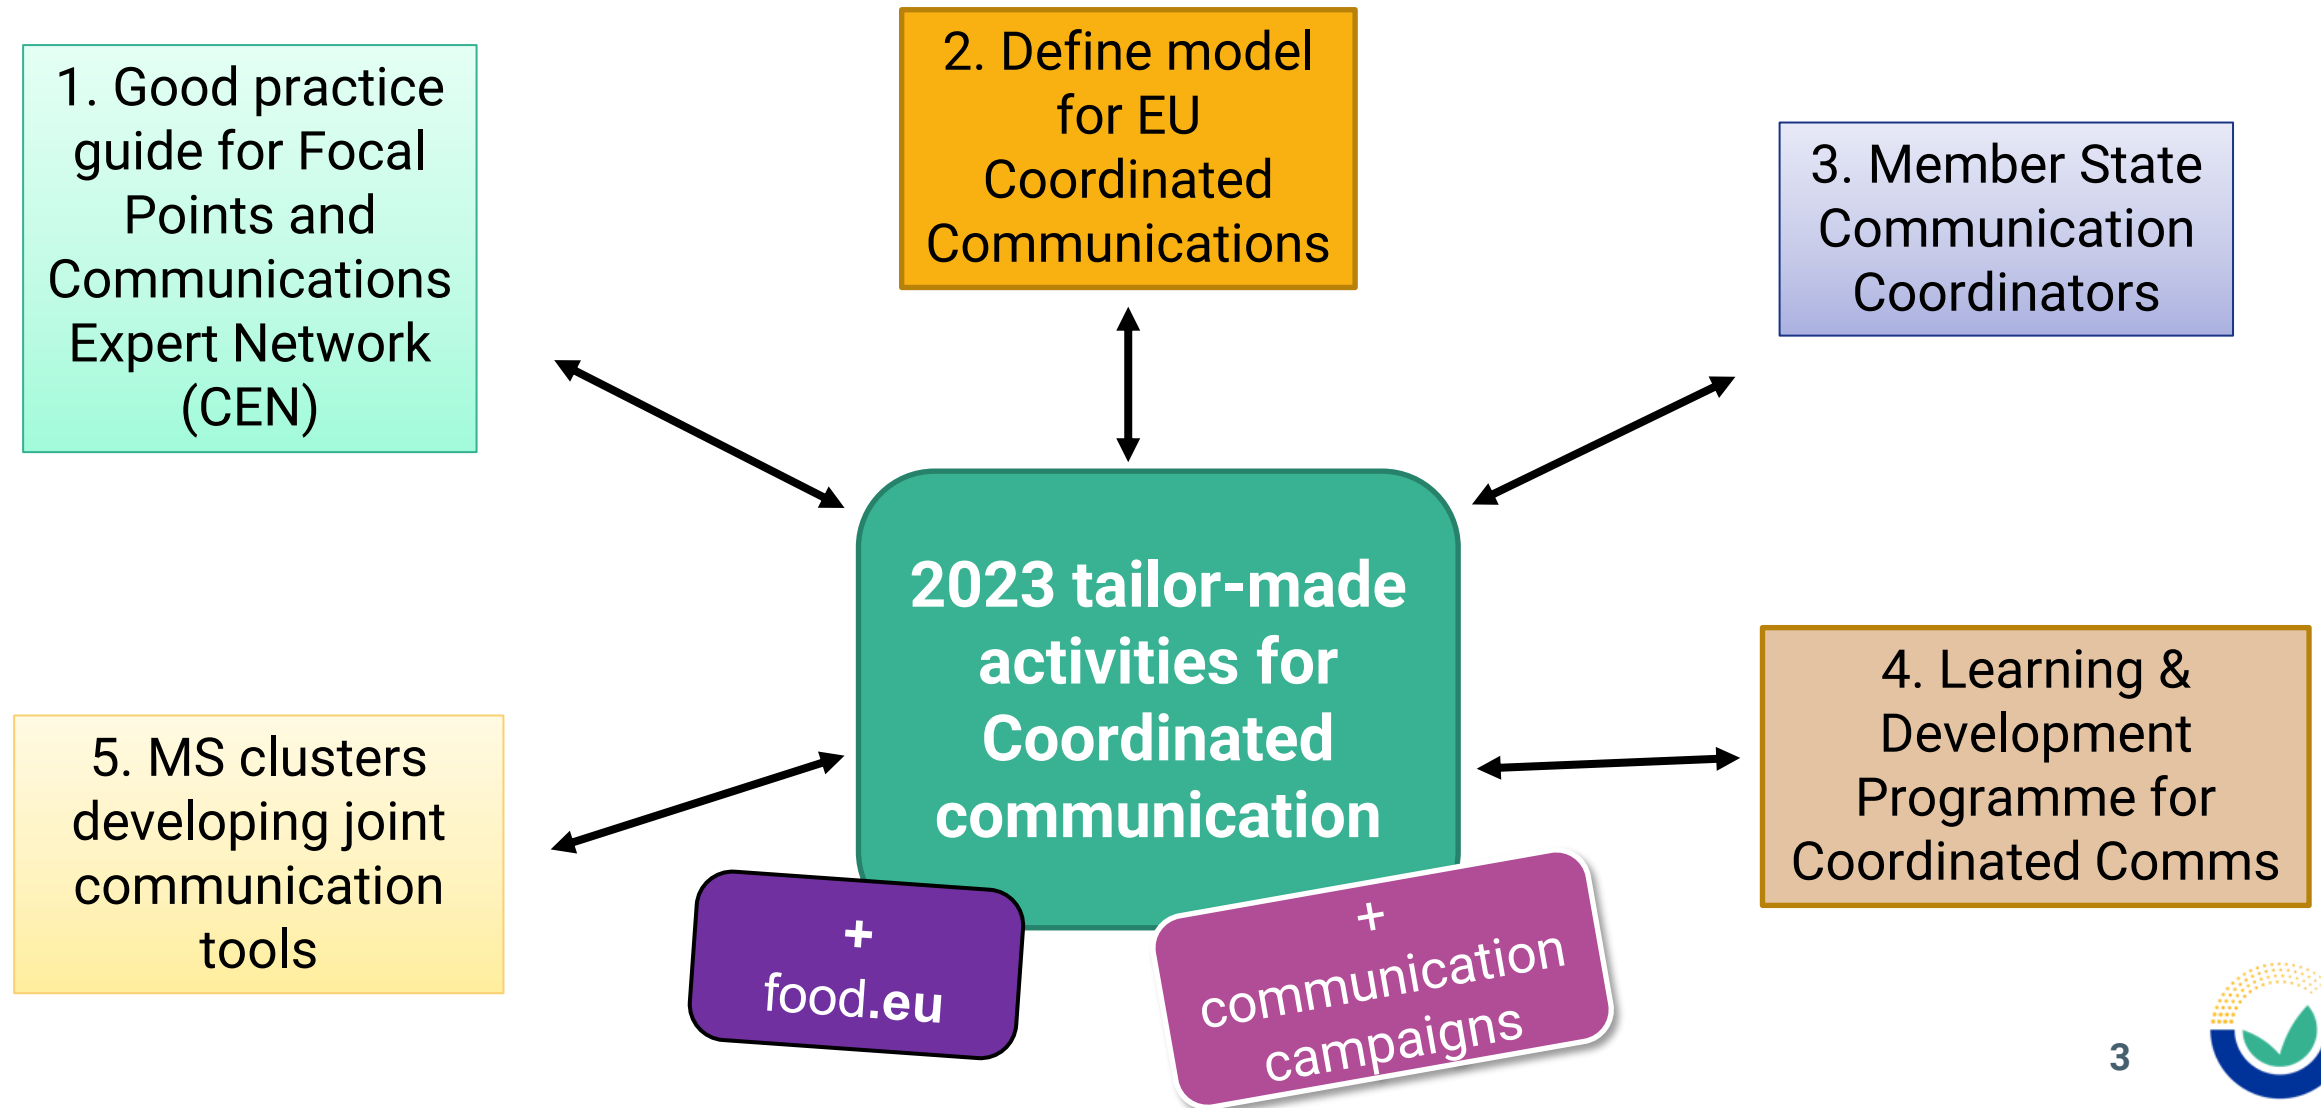 1. Good practice
guide for Focal
Points and
Communications
Expert Network
(CEN)
2. Define model
for EU
Coordinated
Communications
3. Member State
Communication
Coordinators
2023 tailor-made
activities for
Coordinated
communication
4. Learning &
Development
Programme for
Coordinated Comms
5. MS clusters
developing joint
communication
tools
+
food.eu
+
communication
campaigns
3